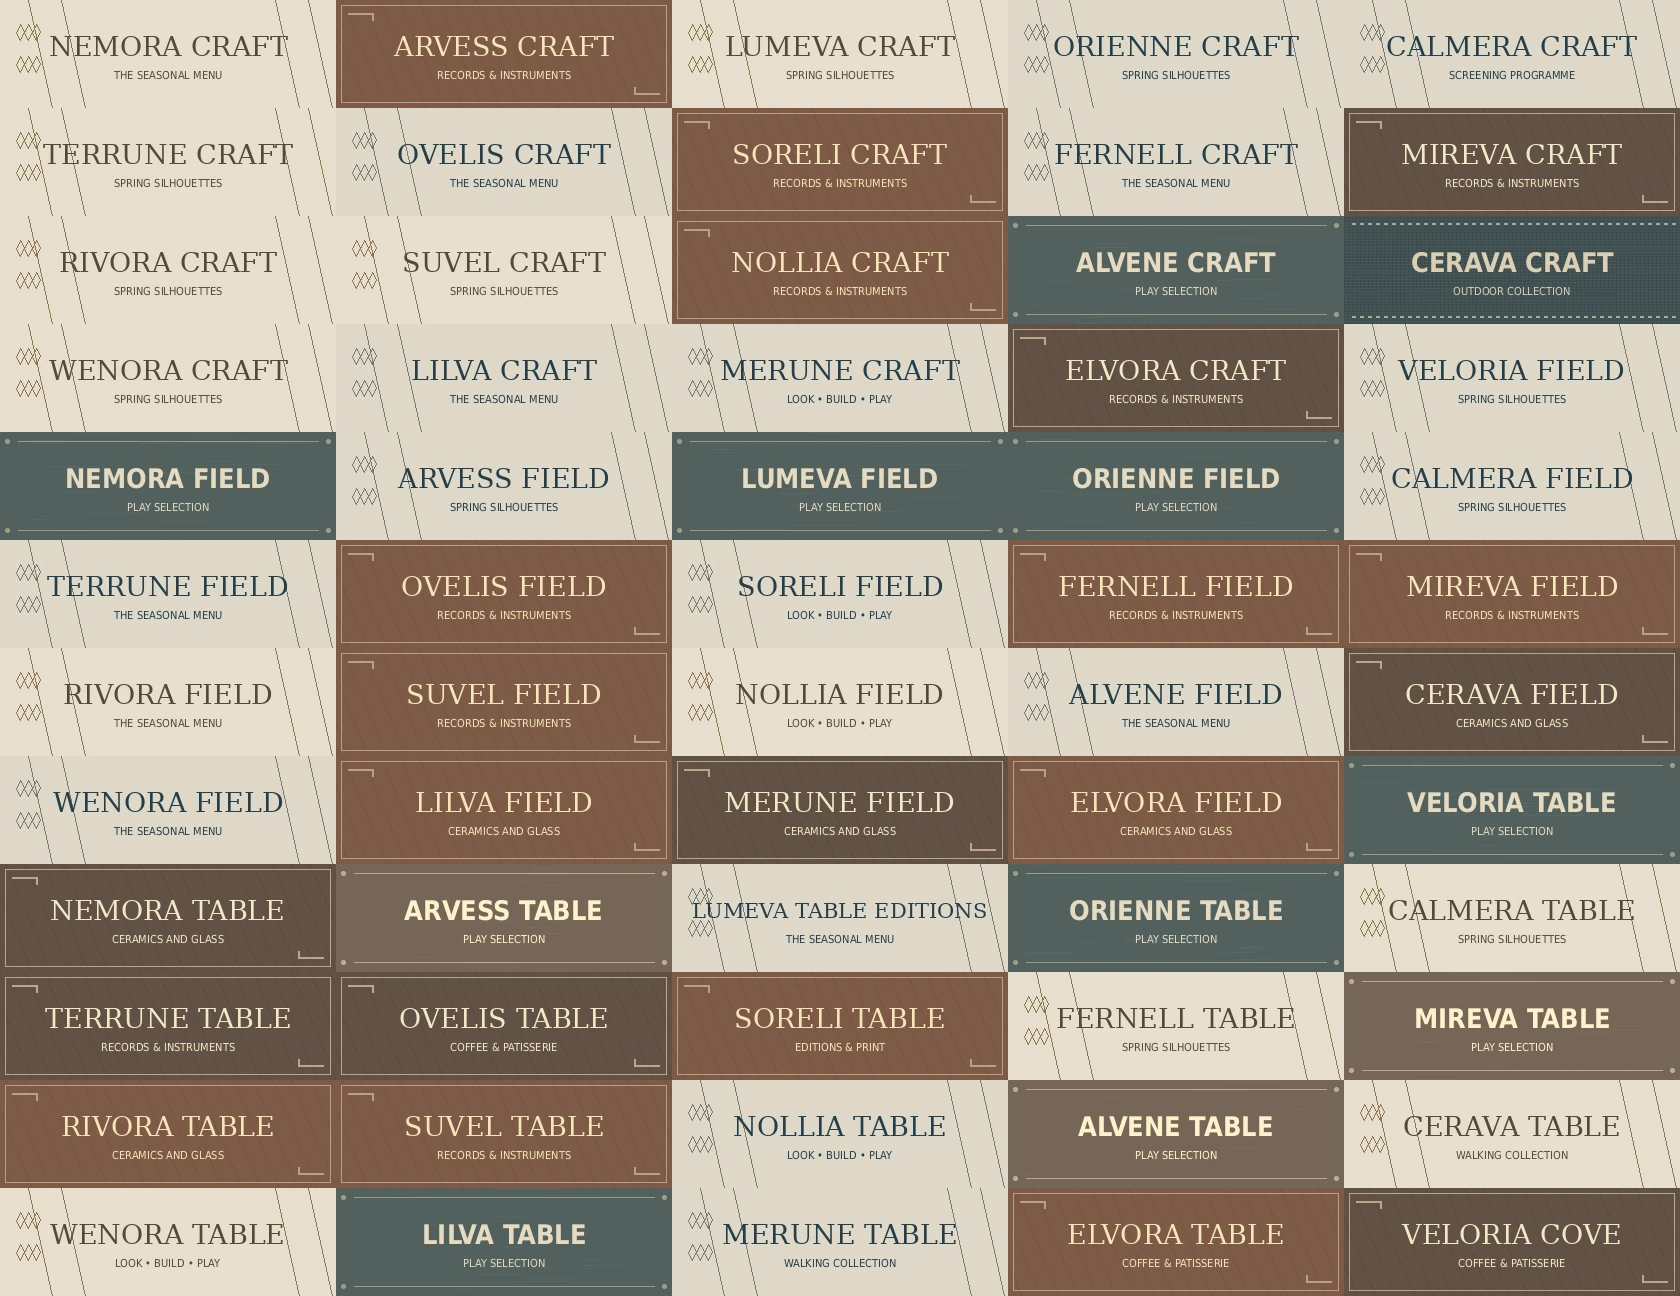 NEMORA CRAFT
THE SEASONAL MENU
ARVESS CRAFT
RECORDS & INSTRUMENTS
LUMEVA CRAFT
SPRING SILHOUETTES
ORIENNE CRAFT
SPRING SILHOUETTES
CALMERA CRAFT
SCREENING PROGRAMME
TERRUNE CRAFT
SPRING SILHOUETTES
OVELIS CRAFT
THE SEASONAL MENU
SORELI CRAFT
RECORDS & INSTRUMENTS
FERNELL CRAFT
THE SEASONAL MENU
MIREVA CRAFT
RECORDS & INSTRUMENTS
RIVORA CRAFT
SPRING SILHOUETTES
SUVEL CRAFT
SPRING SILHOUETTES
NOLLIA CRAFT
RECORDS & INSTRUMENTS
ALVENE CRAFT
PLAY SELECTION
CERAVA CRAFT
OUTDOOR COLLECTION
WENORA CRAFT
SPRING SILHOUETTES
LILVA CRAFT
THE SEASONAL MENU
MERUNE CRAFT
LOOK • BUILD • PLAY
ELVORA CRAFT
RECORDS & INSTRUMENTS
VELORIA FIELD
SPRING SILHOUETTES
NEMORA FIELD
PLAY SELECTION
ARVESS FIELD
SPRING SILHOUETTES
LUMEVA FIELD
PLAY SELECTION
ORIENNE FIELD
PLAY SELECTION
CALMERA FIELD
SPRING SILHOUETTES
TERRUNE FIELD
THE SEASONAL MENU
OVELIS FIELD
RECORDS & INSTRUMENTS
SORELI FIELD
LOOK • BUILD • PLAY
FERNELL FIELD
RECORDS & INSTRUMENTS
MIREVA FIELD
RECORDS & INSTRUMENTS
RIVORA FIELD
THE SEASONAL MENU
SUVEL FIELD
RECORDS & INSTRUMENTS
NOLLIA FIELD
LOOK • BUILD • PLAY
ALVENE FIELD
THE SEASONAL MENU
CERAVA FIELD
CERAMICS AND GLASS
WENORA FIELD
THE SEASONAL MENU
LILVA FIELD
CERAMICS AND GLASS
MERUNE FIELD
CERAMICS AND GLASS
ELVORA FIELD
CERAMICS AND GLASS
VELORIA TABLE
PLAY SELECTION
NEMORA TABLE
CERAMICS AND GLASS
ARVESS TABLE
PLAY SELECTION
LUMEVA TABLE EDITIONS
THE SEASONAL MENU
ORIENNE TABLE
PLAY SELECTION
CALMERA TABLE
SPRING SILHOUETTES
TERRUNE TABLE
RECORDS & INSTRUMENTS
OVELIS TABLE
COFFEE & PATISSERIE
SORELI TABLE
EDITIONS & PRINT
FERNELL TABLE
SPRING SILHOUETTES
MIREVA TABLE
PLAY SELECTION
RIVORA TABLE
CERAMICS AND GLASS
SUVEL TABLE
RECORDS & INSTRUMENTS
NOLLIA TABLE
LOOK • BUILD • PLAY
ALVENE TABLE
PLAY SELECTION
CERAVA TABLE
WALKING COLLECTION
WENORA TABLE
LOOK • BUILD • PLAY
LILVA TABLE
PLAY SELECTION
MERUNE TABLE
WALKING COLLECTION
ELVORA TABLE
COFFEE & PATISSERIE
VELORIA COVE
COFFEE & PATISSERIE